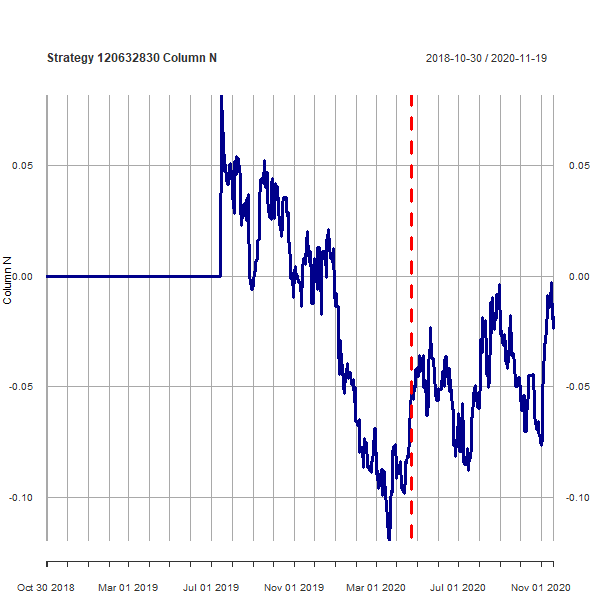 Strategy 120632830 Column N
2018-10-30 / 2020-11-19
Column N
0.05
0.00
-0.05
-0.10
0.05
0.00
-0.05
-0.10
Oct 30 2018
Mar 01 2019
Jul 01 2019
Nov 01 2019
Mar 01 2020
Jul 01 2020
Nov 01 2020